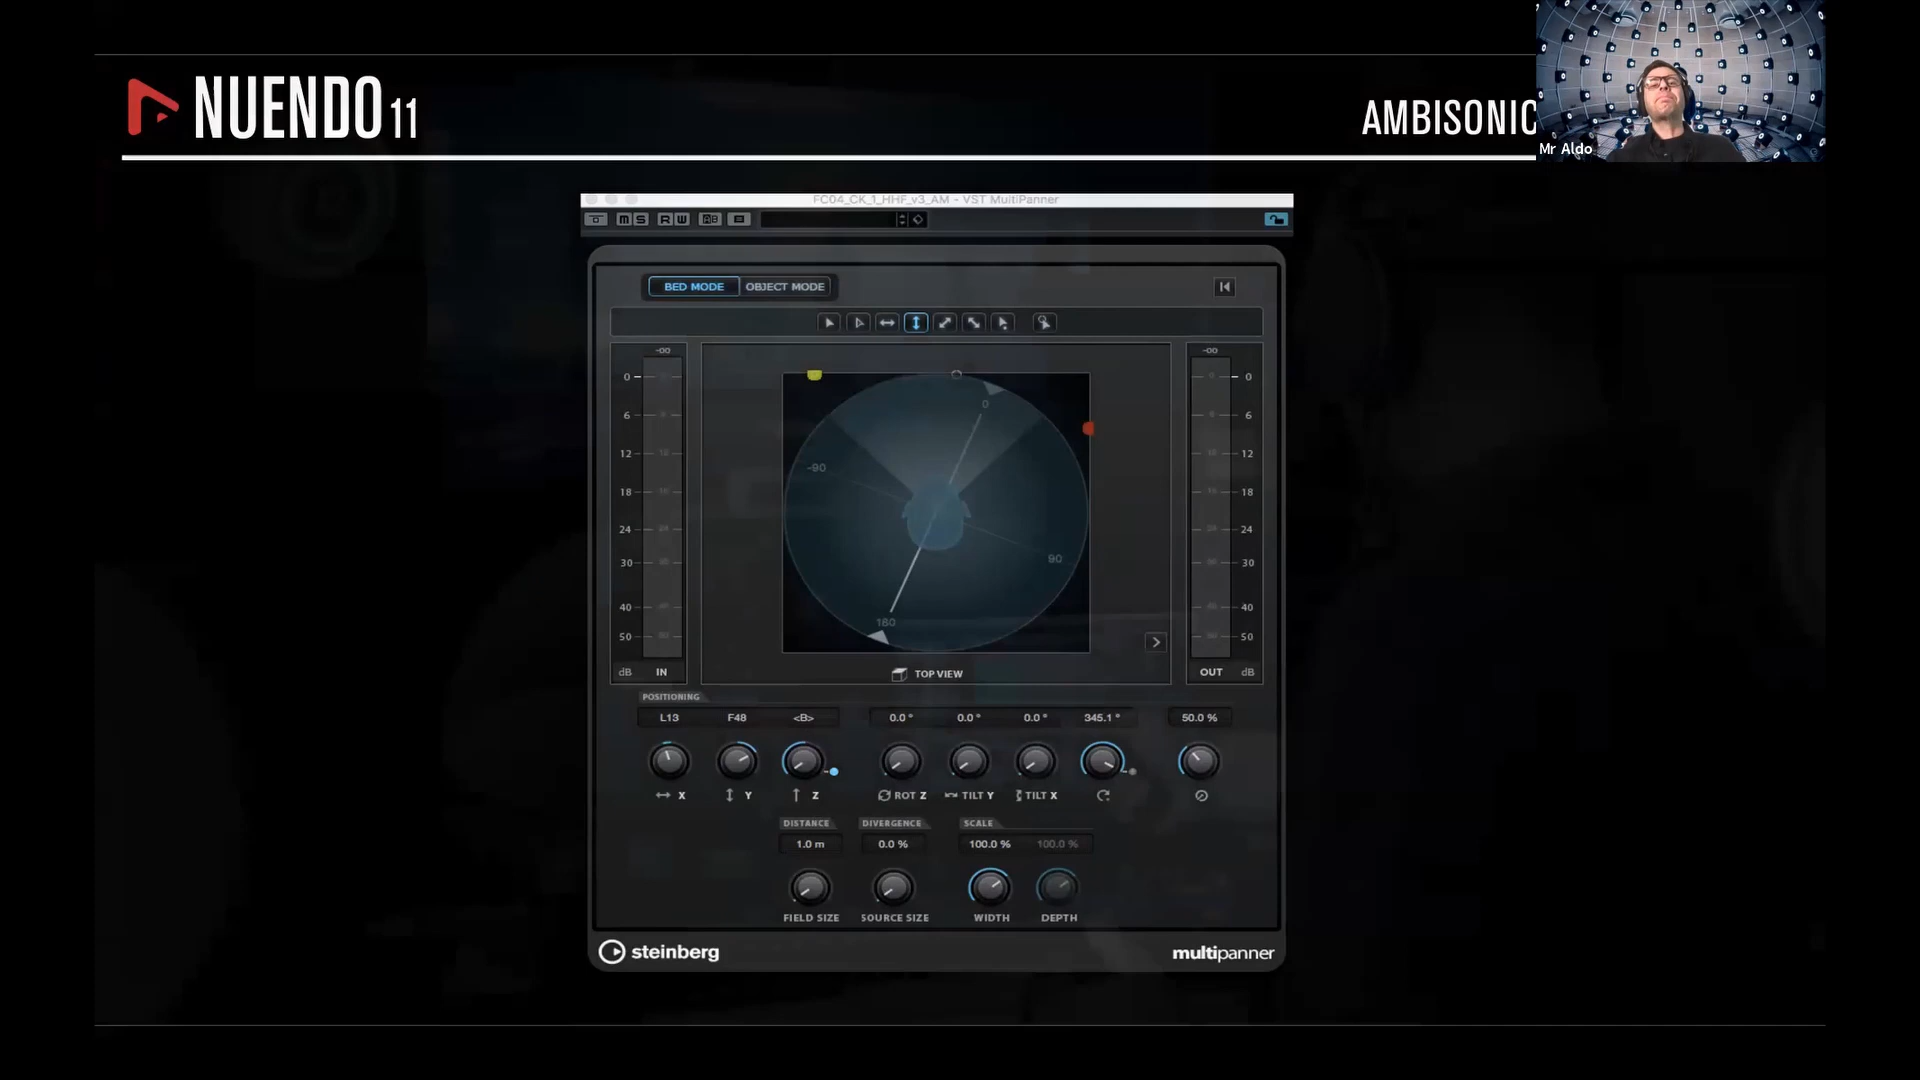 NUENDO 11
AMBISONIC
Mr Aldo
FC04_CK_1_HHF_v3_AM - VST MultiPanner
M S R W
BED MODE OBJECT MODE
-oo -oo
0 0
6 6
12 12
18 18
24 24
30 30
40 40
50 50
0
-90
90
180
dB IN
OUT dB
TOP VIEW
POSITIONING
L13 F48 <B> 0.0 ° 0.0 ° 0.0 ° 345.1 ° 50.0 %
X Y Z ROT Z TILT Y TILT X
DISTANCE DIVERGENCE SCALE
1.0 m 0.0 % 100.0 % 100.0 %
FIELD SIZE SOURCE SIZE WIDTH DEPTH
steinberg
multipanner